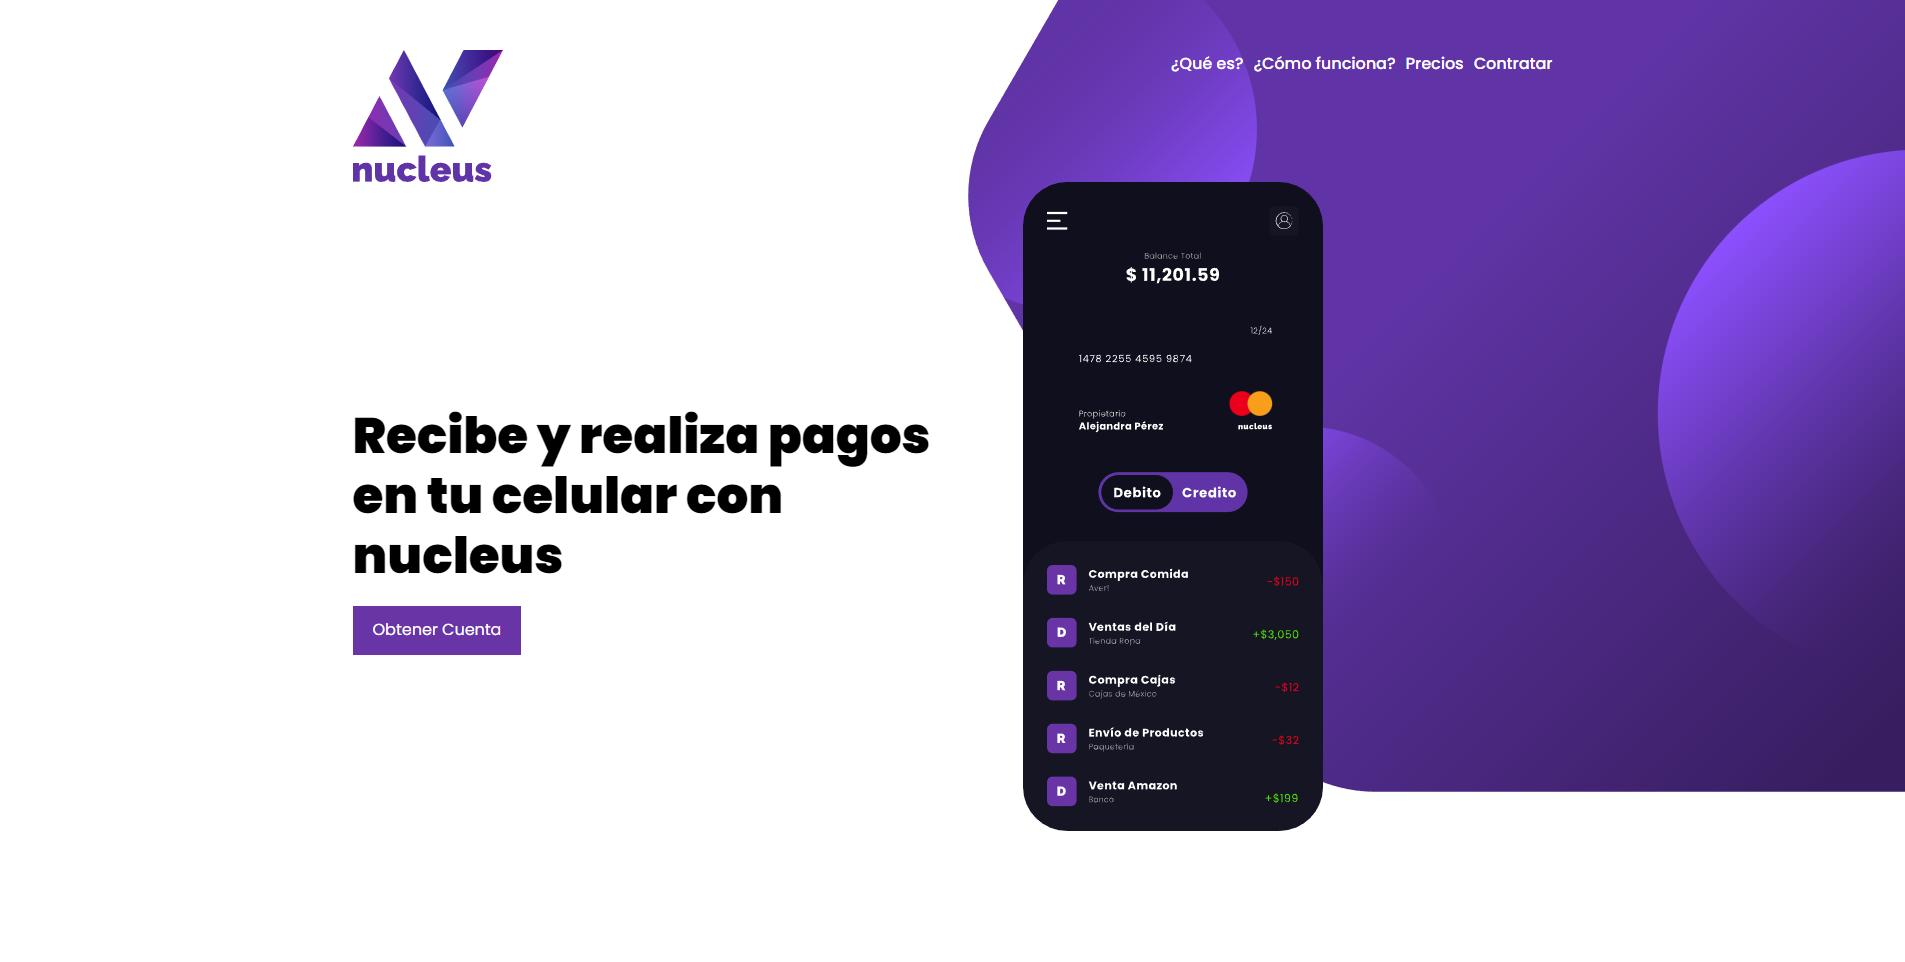 nucleus
¿Qué es? ¿Cómo funciona? Precios Contratar
Recibe y realiza pagos
en tu celular con
nucleus
Obtener Cuenta
Balance Total
$ 11,201.59
12/24
1478 2255 4595 9874
Propietario
Alejandra Pérez
nucleus
Debito Credito
R Compra Comida -$150
Aver!
D Ventas del Día +$3,050
Tienda Ropa
R Compra Cajas -$12
Cajas de México
R Envío de Productos -$32
Paquetería
D Venta Amazon +$199
Banco